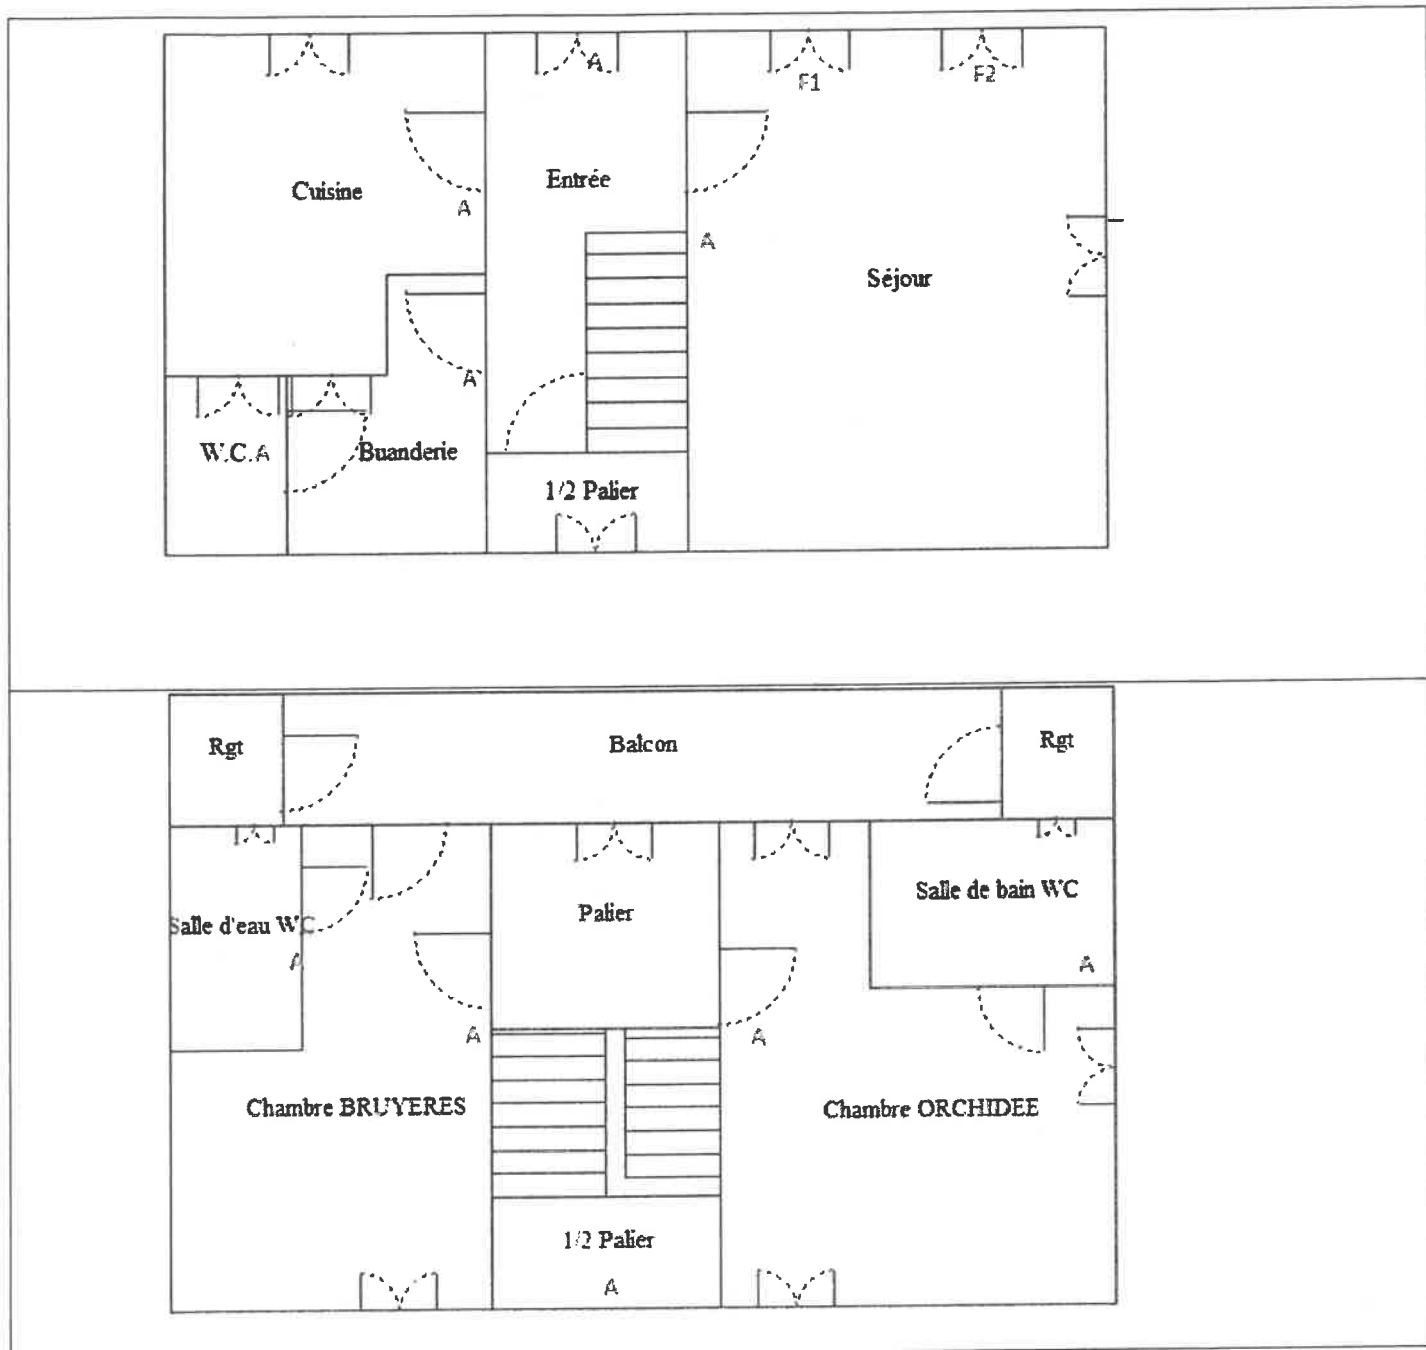 A
F1
F2
Cuisine
Entrée
A
A
Séjour
A
W.C. A
Buanderie
1/2 Palier
Rgt
Balcon
Rgt
Salle d'eau WC
Palier
Salle de bain WC
A
A
A
A
Chambre BRUYERES
Chambre ORCHIDEE
1/2 Palier
A